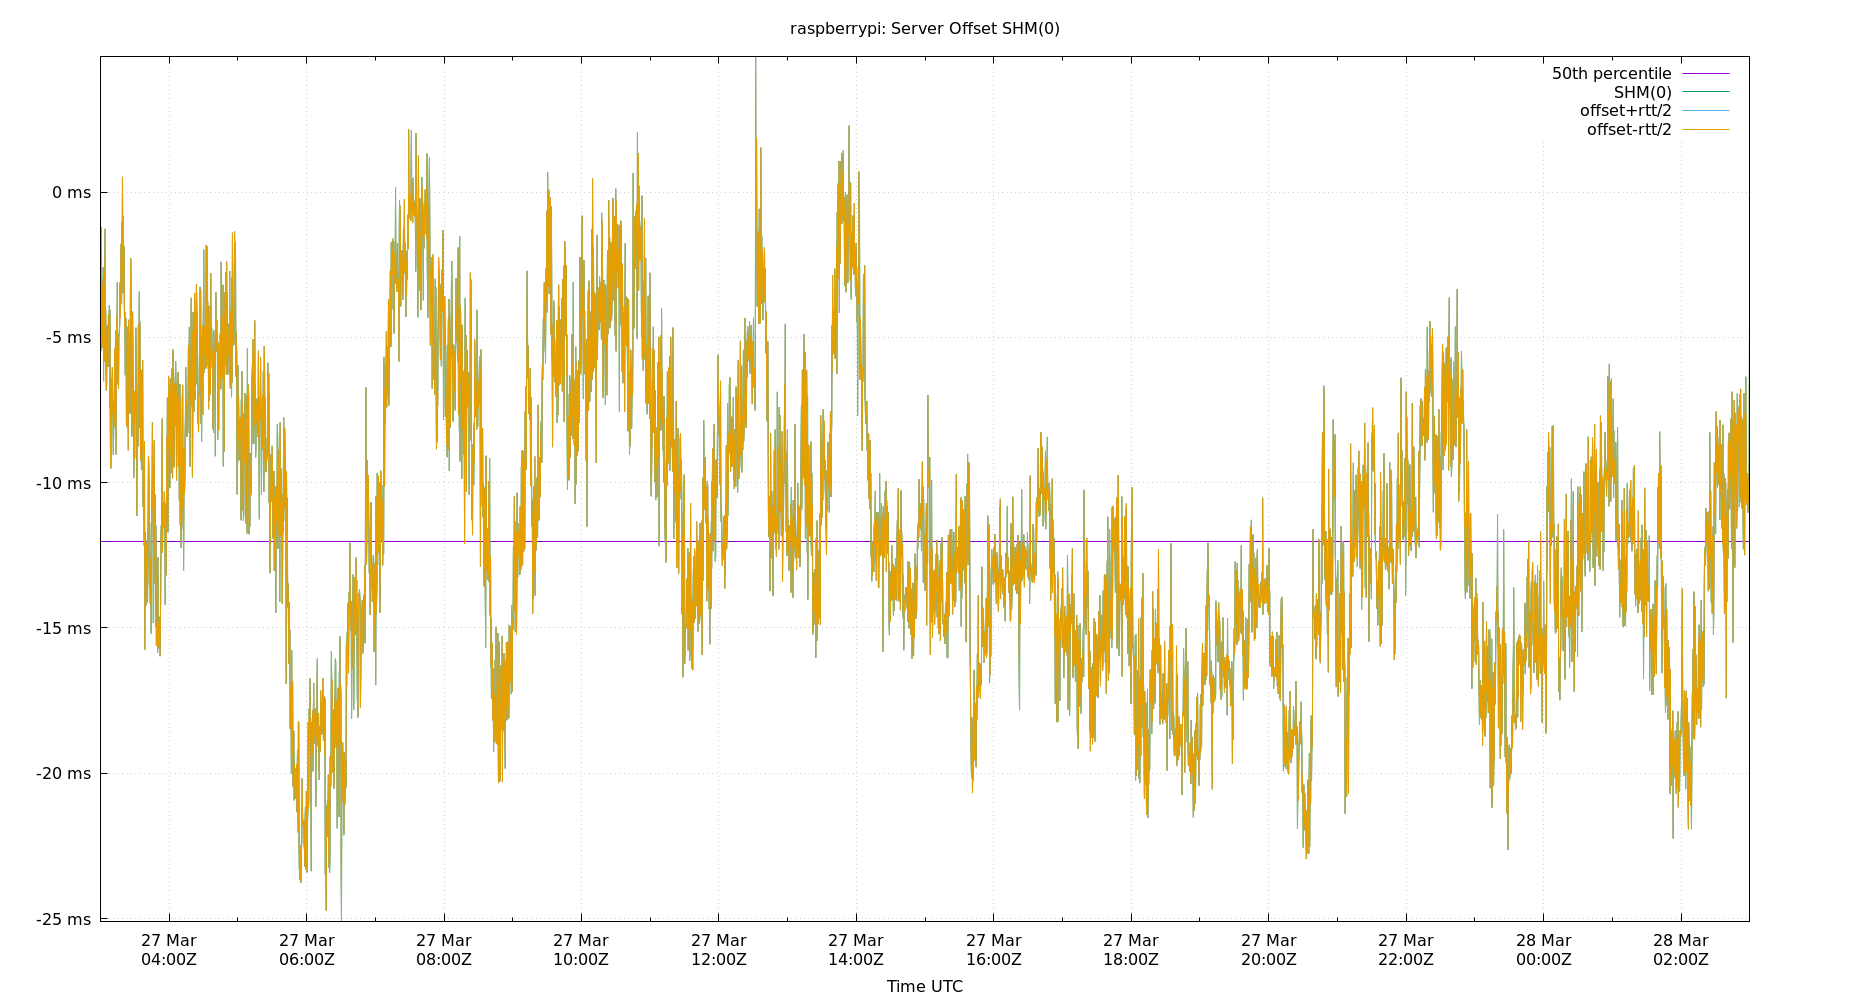 raspberrypi: Server Offset SHM(0)
50th percentile
SHM(0)
offset+rtt/2
offset-rtt/2
0 ms
-5 ms
-10 ms
-15 ms
-20 ms
-25 ms
27 Mar 27 Mar 27 Mar 27 Mar 27 Mar 27 Mar 27 Mar 27 Mar 27 Mar 27 Mar 28 Mar 28 Mar
04:00Z 06:00Z 08:00Z 10:00Z 12:00Z 14:00Z 16:00Z 18:00Z 20:00Z 22:00Z 00:00Z 02:00Z
Time UTC